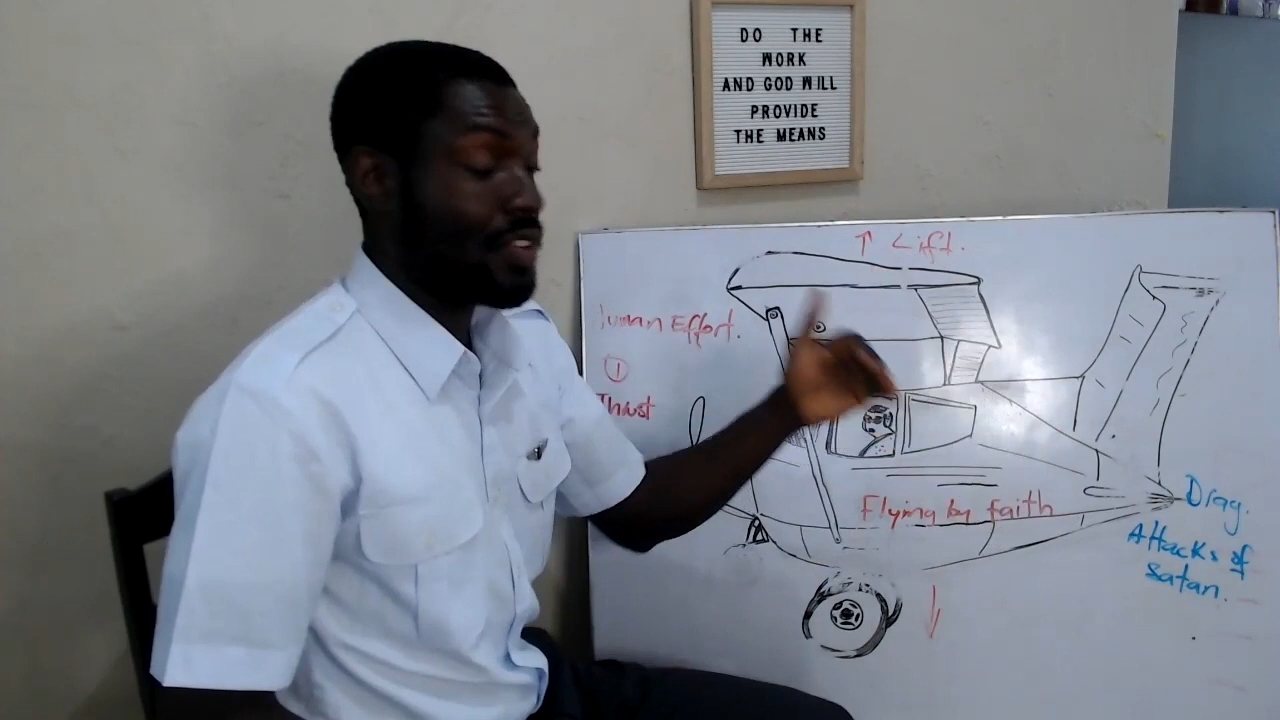 DO THE
WORK
AND GOD WILL
PROVIDE
THE MEANS
↑ Lift.
Human Effort.
①
Thrust
Flying by faith
Drag.
Attacks of
Satan.
↓